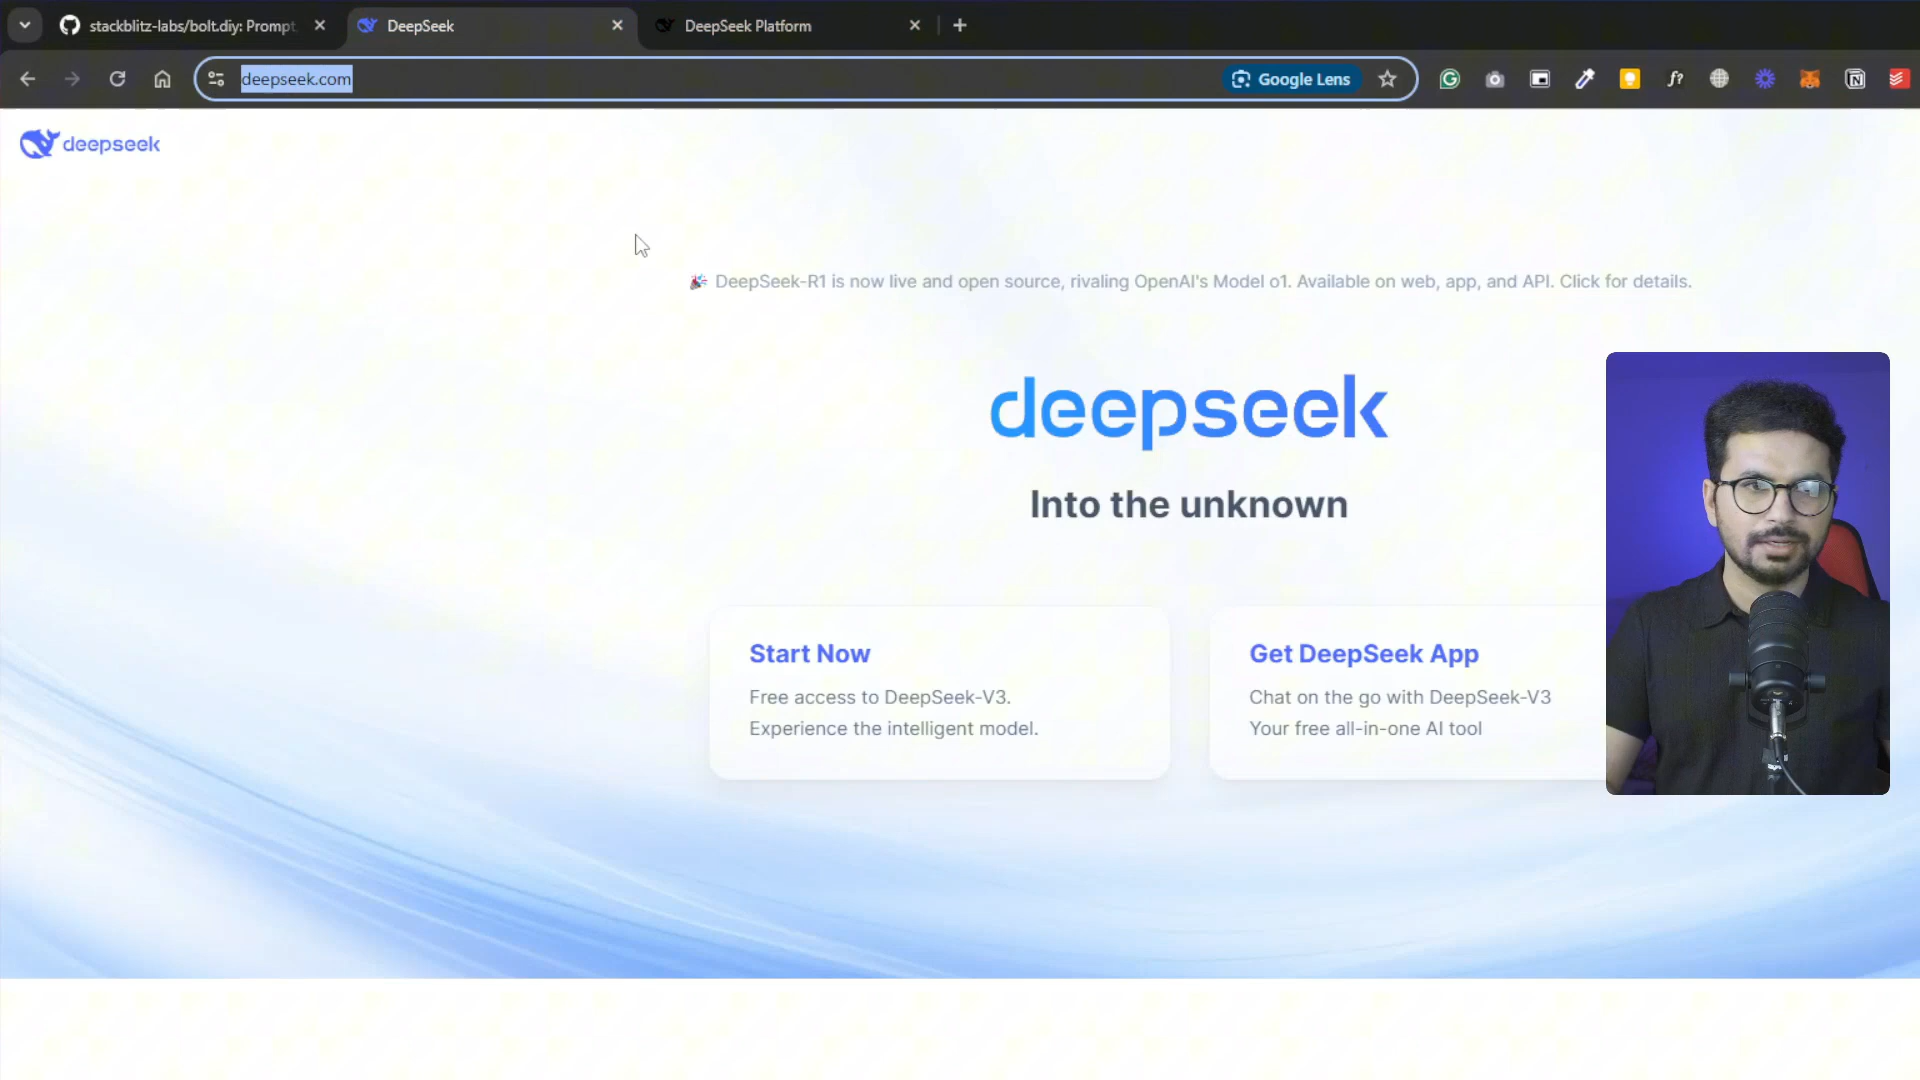 stackblitz-labs/bolt.diy: Prompt,
DeepSeek
DeepSeek Platform
deepseek.com
Google Lens
deepseek
🎉 DeepSeek-R1 is now live and open source, rivaling OpenAI's Model o1. Available on web, app, and API. Click for details.
deepseek
Into the unknown
Start Now
Free access to DeepSeek-V3.
Experience the intelligent model.
Get DeepSeek App
Chat on the go with DeepSeek-V3
Your free all-in-one AI tool